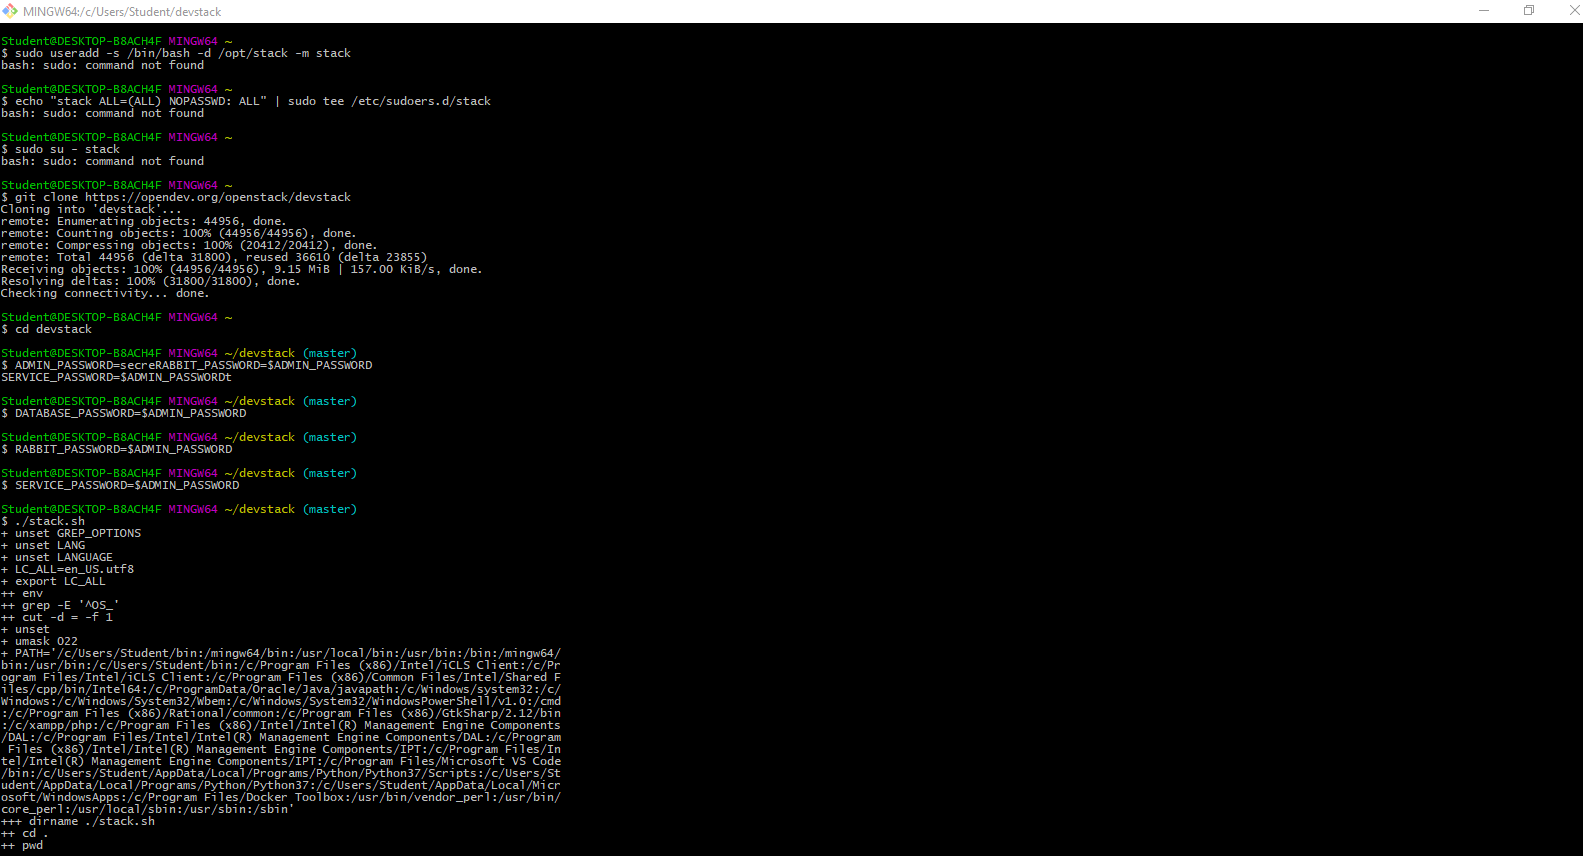 MINGW64:/c/Users/Student/devstack
Student@DESKTOP-B8ACH4F MINGW64 ~
$ sudo useradd -s /bin/bash -d /opt/stack -m stack
bash: sudo: command not found
Student@DESKTOP-B8ACH4F MINGW64 ~
$ echo "stack ALL=(ALL) NOPASSWD: ALL" | sudo tee /etc/sudoers.d/stack
bash: sudo: command not found
Student@DESKTOP-B8ACH4F MINGW64 ~
$ sudo su - stack
bash: sudo: command not found
Student@DESKTOP-B8ACH4F MINGW64 ~
$ git clone https://opendev.org/openstack/devstack
Cloning into 'devstack'...
remote: Enumerating objects: 44956, done.
remote: Counting objects: 100% (44956/44956), done.
remote: Compressing objects: 100% (20412/20412), done.
remote: Total 44956 (delta 31800), reused 36610 (delta 23855)
Receiving objects: 100% (44956/44956), 9.15 MiB | 157.00 KiB/s, done.
Resolving deltas: 100% (31800/31800), done.
Checking connectivity... done.
Student@DESKTOP-B8ACH4F MINGW64 ~
$ cd devstack
Student@DESKTOP-B8ACH4F MINGW64 ~/devstack (master)
$ ADMIN_PASSWORD=secreRABBIT_PASSWORD=$ADMIN_PASSWORD
SERVICE_PASSWORD=$ADMIN_PASSWORDt
Student@DESKTOP-B8ACH4F MINGW64 ~/devstack (master)
$ DATABASE_PASSWORD=$ADMIN_PASSWORD
Student@DESKTOP-B8ACH4F MINGW64 ~/devstack (master)
$ RABBIT_PASSWORD=$ADMIN_PASSWORD
Student@DESKTOP-B8ACH4F MINGW64 ~/devstack (master)
$ SERVICE_PASSWORD=$ADMIN_PASSWORD
Student@DESKTOP-B8ACH4F MINGW64 ~/devstack (master)
$ ./stack.sh
+ unset GREP_OPTIONS
+ unset LANG
+ unset LANGUAGE
+ LC_ALL=en_US.utf8
+ export LC_ALL
++ env
++ grep -E '^OS_'
++ cut -d = -f 1
+ unset
+ umask 022
+ PATH='/c/Users/Student/bin:/mingw64/bin:/usr/local/bin:/usr/bin:/bin:/mingw64/
bin:/usr/bin:/c/Users/Student/bin:/c/Program Files (x86)/Intel/iCLS Client:/c/Pr
ogram Files/Intel/iCLS Client:/c/Program Files (x86)/Common Files/Intel/Shared F
iles/cpp/bin/Intel64:/c/ProgramData/Oracle/Java/javapath:/c/Windows/system32:/c/
Windows:/c/Windows/System32/Wbem:/c/Windows/System32/WindowsPowerShell/v1.0:/cmd
:/c/Program Files (x86)/Rational/common:/c/Program Files (x86)/GtkSharp/2.12/bin
:/c/xampp/php:/c/Program Files (x86)/Intel/Intel(R) Management Engine Components
/DAL:/c/Program Files/Intel/Intel(R) Management Engine Components/DAL:/c/Program
 Files (x86)/Intel/Intel(R) Management Engine Components/IPT:/c/Program Files/In
tel/Intel(R) Management Engine Components/IPT:/c/Program Files/Microsoft VS Code
/bin:/c/Users/Student/AppData/Local/Programs/Python/Python37/Scripts:/c/Users/St
udent/AppData/Local/Programs/Python/Python37:/c/Users/Student/AppData/Local/Micr
osoft/WindowsApps:/c/Program Files/Docker Toolbox:/usr/bin/vendor_perl:/usr/bin/
core_perl:/usr/local/sbin:/usr/sbin:/sbin'
+++ dirname ./stack.sh
++ cd .
++ pwd